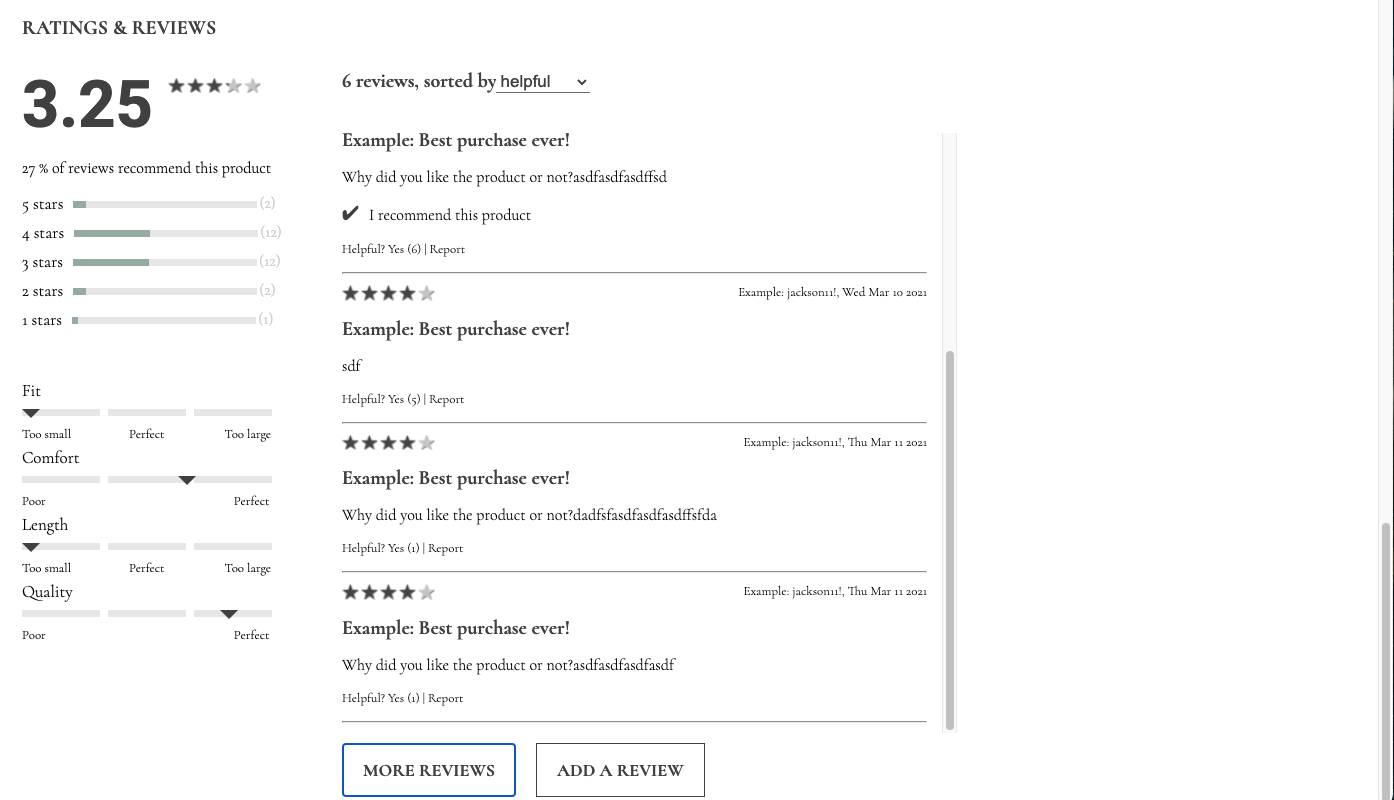 RATINGS & REVIEWS
3.25
27 % of reviews recommend this product
5 stars (2)
4 stars (12)
3 stars (12)
2 stars (2)
1 stars (1)
Fit
Too small Perfect Too large
Comfort
Poor Perfect
Length
Too small Perfect Too large
Quality
Poor Perfect
6 reviews, sorted by helpful
Example: Best purchase ever!
Why did you like the product or not?asdfasdfasdffsd
✔ I recommend this product
Helpful? Yes (6) | Report
Example: jackson11!, Wed Mar 10 2021
Example: Best purchase ever!
sdf
Helpful? Yes (5) | Report
Example: jackson11!, Thu Mar 11 2021
Example: Best purchase ever!
Why did you like the product or not?dadfsfasdfasdfasdffsfda
Helpful? Yes (1) | Report
Example: jackson11!, Thu Mar 11 2021
Example: Best purchase ever!
Why did you like the product or not?asdfasdfasdfasdf
Helpful? Yes (1) | Report
MORE REVIEWS ADD A REVIEW